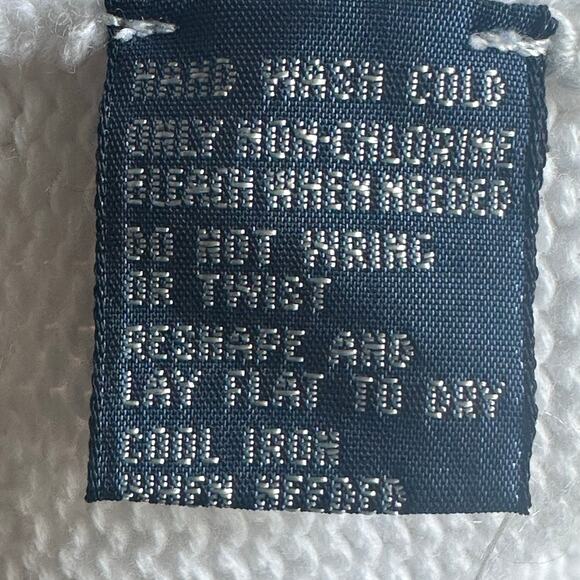 HAND WASH COLD
ONLY NON-CHLORINE
BLEACH WHEN NEEDED
DO NOT WRING
OR TWIST
RESHAPE AND
LAY FLAT TO DRY
COOL IRON
WHEN NEEDED